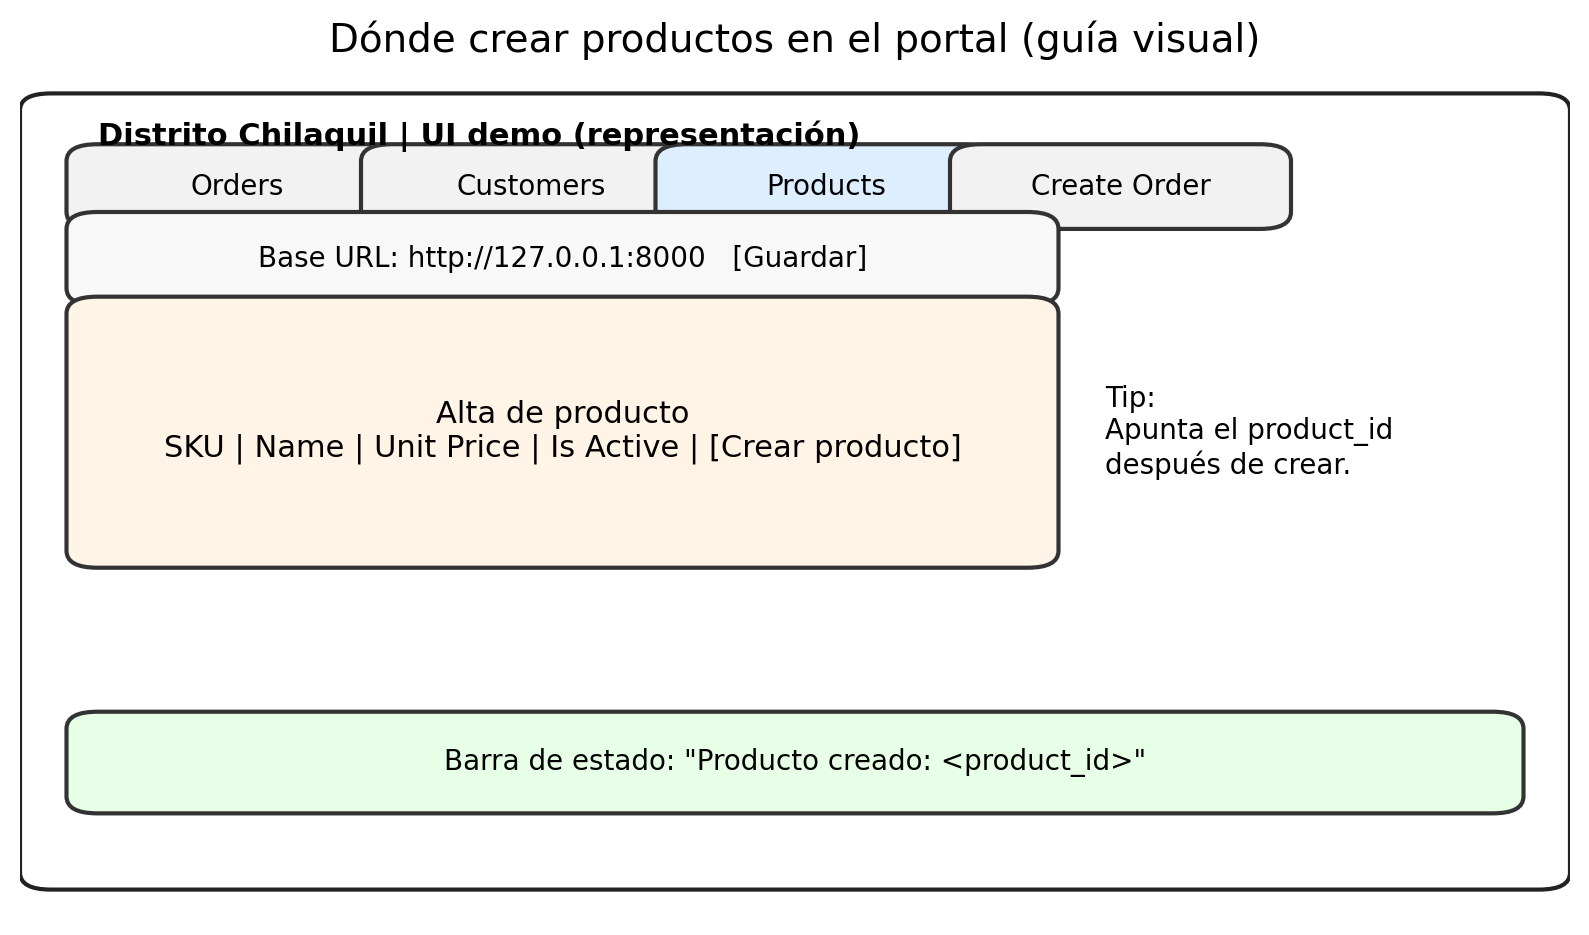 Dónde crear productos en el portal (guía visual)
Distrito Chilaquil | UI demo (representación)
Orders
Customers
Products
Create Order
Base URL: http://127.0.0.1:8000   [Guardar]
Alta de producto
SKU | Name | Unit Price | Is Active | [Crear producto]
Tip:
Apunta el product_id
después de crear.
Barra de estado: "Producto creado: <product_id>"